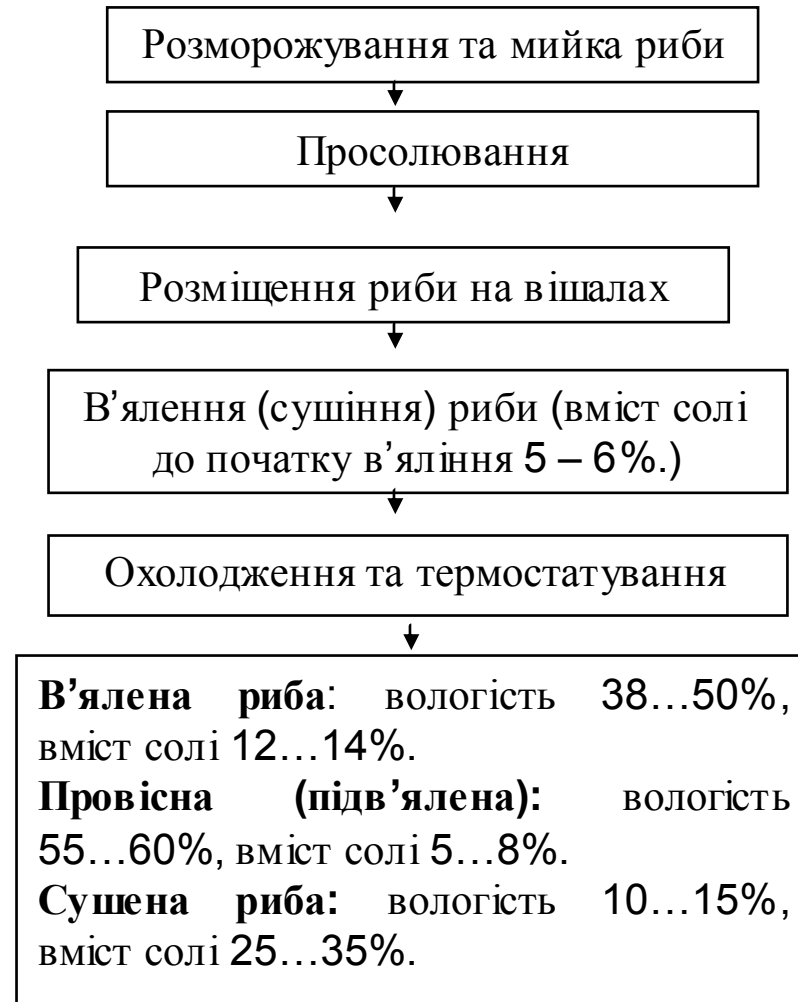 Розморожування та мийка риби
Просолювання
Розміщення риби на вішалах
В’ялення (сушіння) риби (вміст солі
до початку в’яління 5 – 6%.)
Охолодження та термостатування
В’ялена риба: вологість 38…50%,
вміст солі 12…14%.
Провісна (підв’ялена): вологість
55…60%, вміст солі 5…8%.
Сушена риба: вологість 10…15%,
вміст солі 25…35%.